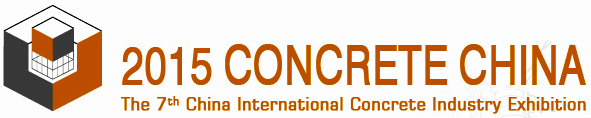 2015 CONCRETE CHINA
The 7th China International Concrete Industry Exhibition